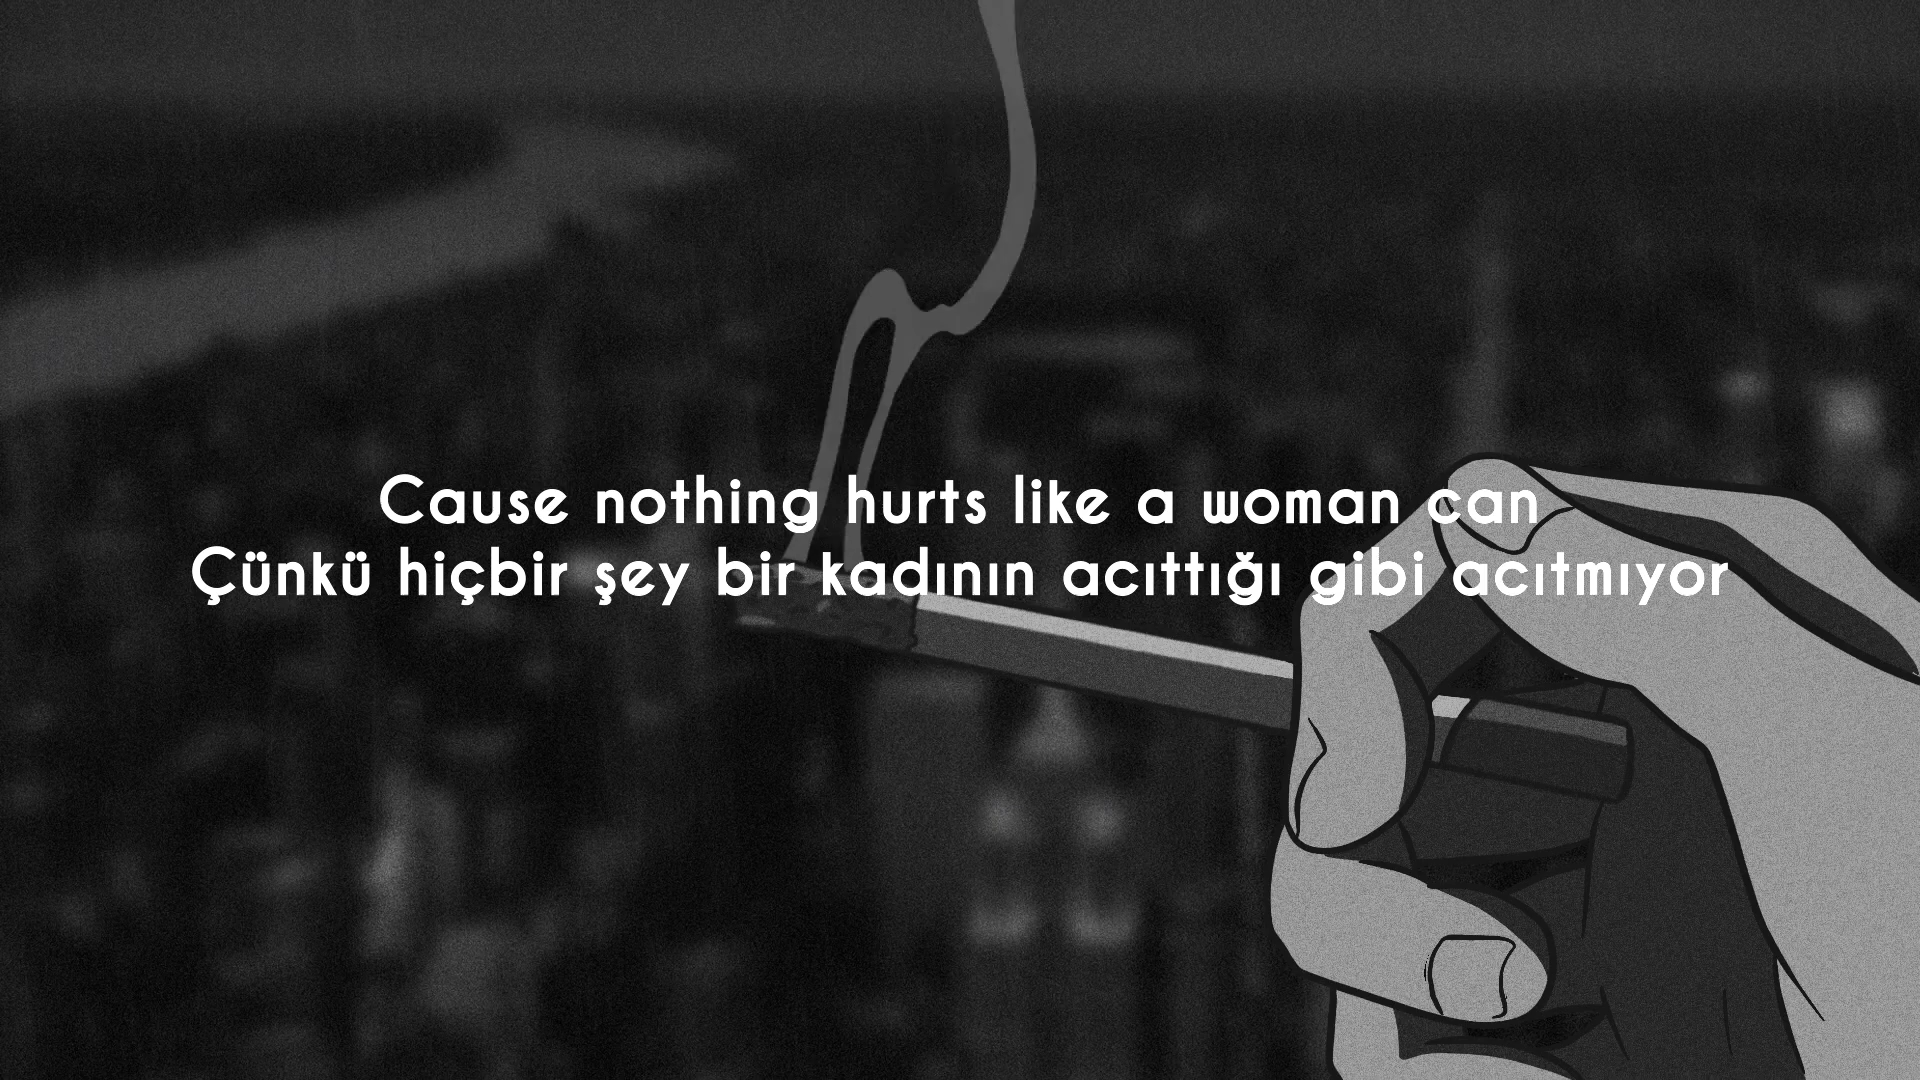 Cause nothing hurts like a woman can
Çünkü hiçbir şey bir kadının acıttığı gibi acıtmıyor